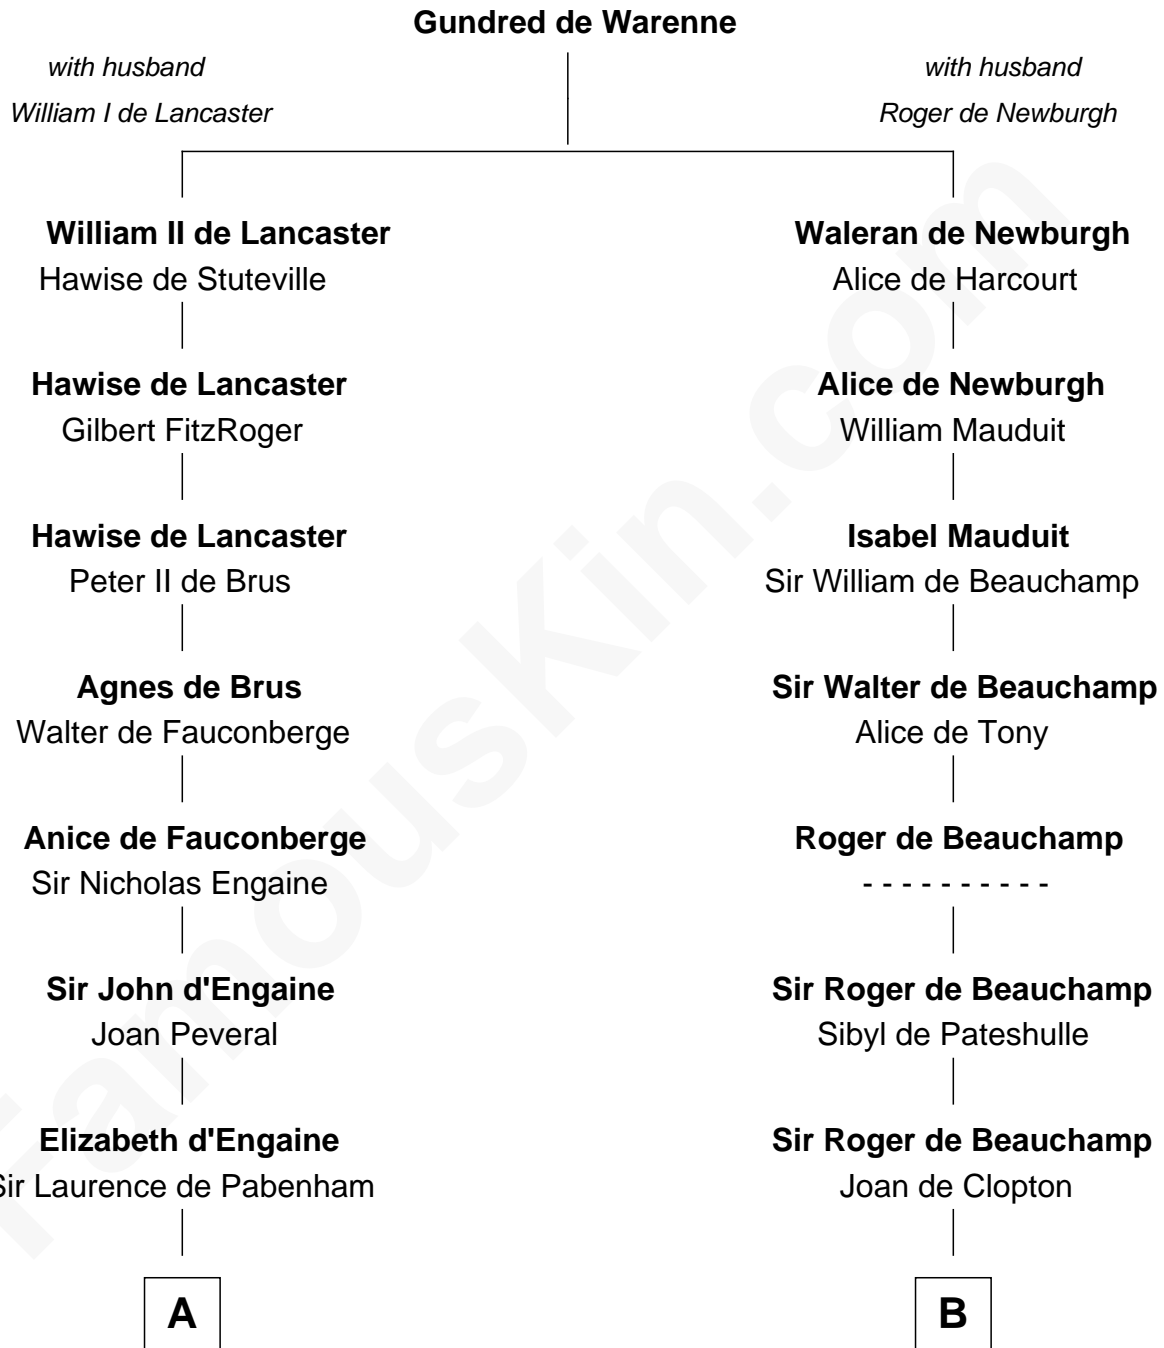 Gundred de Warenne
with husband
William I de Lancaster
with husband
Roger de Newburgh
William II de Lancaster
Hawise de Stuteville
Waleran de Newburgh
Alice de Harcourt
Hawise de Lancaster
Gilbert FitzRoger
Alice de Newburgh
William Mauduit
Hawise de Lancaster
Peter II de Brus
Isabel Mauduit
Sir William de Beauchamp
Agnes de Brus
Walter de Fauconberge
Sir Walter de Beauchamp
Alice de Tony
Anice de Fauconberge
Sir Nicholas Engaine
Roger de Beauchamp
- - - - - - - - - -
Sir John d'Engaine
Joan Peveral
Sir Roger de Beauchamp
Sibyl de Pateshulle
Elizabeth d'Engaine
Sir Laurence de Pabenham
Sir Roger de Beauchamp
Joan de Clopton
A
B
FamousKin.com